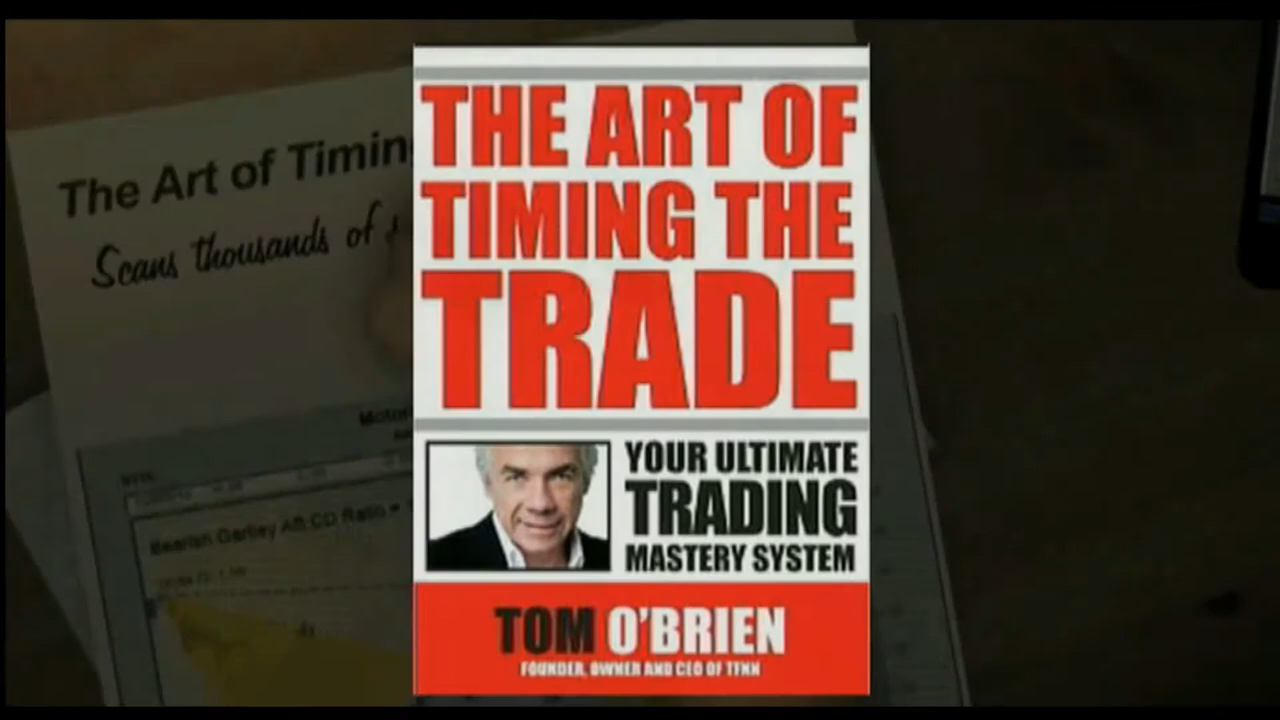 The Art of Timin
Scans thousands of
Bearish Gartley AB:CD Ratio =
THE ART OF
TIMING THE
TRADE
YOUR ULTIMATE
TRADING
MASTERY SYSTEM
TOM O'BRIEN
FOUNDER, OWNER AND CEO OF TFNN